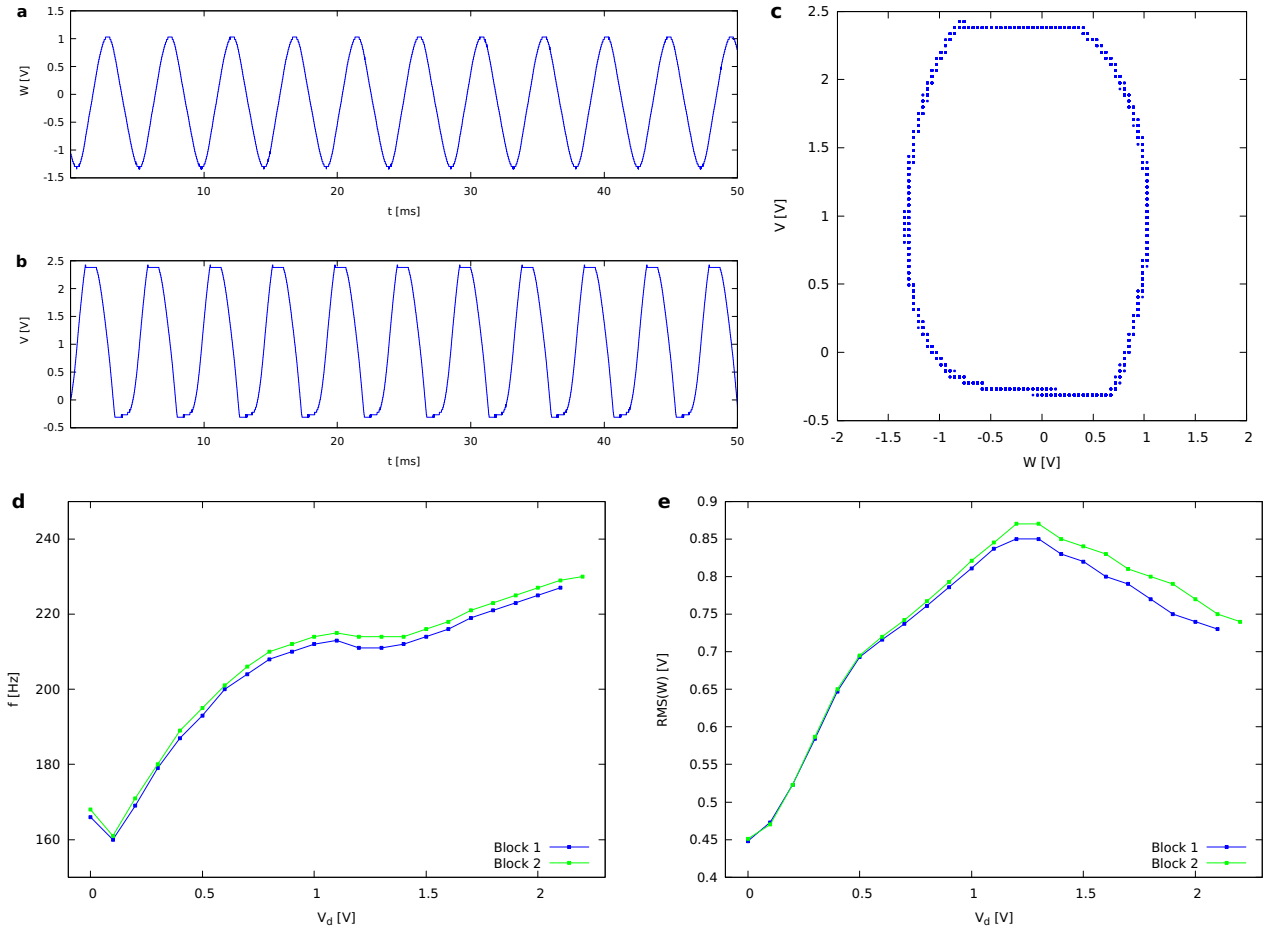 a
1.5
1
0.5
0
-0.5
-1
-1.5
W [V]
10 20 30 40 50
t [ms]
b
2.5
2
1.5
1
0.5
0
-0.5
V [V]
10 20 30 40 50
t [ms]
c
2.5
2
1.5
1
0.5
0
-0.5
V [V]
-2 -1.5 -1 -0.5 0 0.5 1 1.5 2
W [V]
d
240
220
200
180
160
f [Hz]
Block 1
Block 2
0 0.5 1 1.5 2
V_d [V]
e
0.9
0.85
0.8
0.75
0.7
0.65
0.6
0.55
0.5
0.45
0.4
RMS(W) [V]
Block 1
Block 2
0 0.5 1 1.5 2
V_d [V]